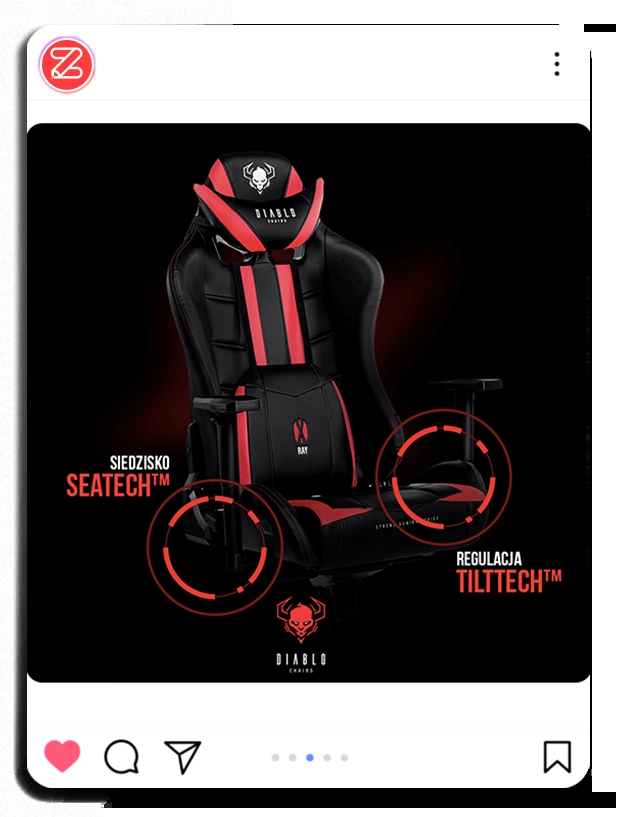 DIABLO
CHAIRS
RAY
SIEDZISKO
SEATECH™
REGULACJA
TILTTECH™
DIABLO
CHAIRS